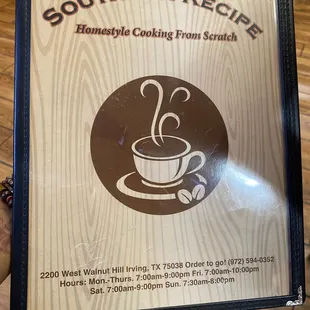 RECIPE
Homestyle Cooking From Scratch
2200 West Walnut Hill Irving, TX 75038 Order to go! (972) 594-0352
Hours: Mon.-Thurs. 7:00am-9:00pm Fri. 7:00am-10:00pm
Sat. 7:00am-9:00pm Sun. 7:30am-8:00pm